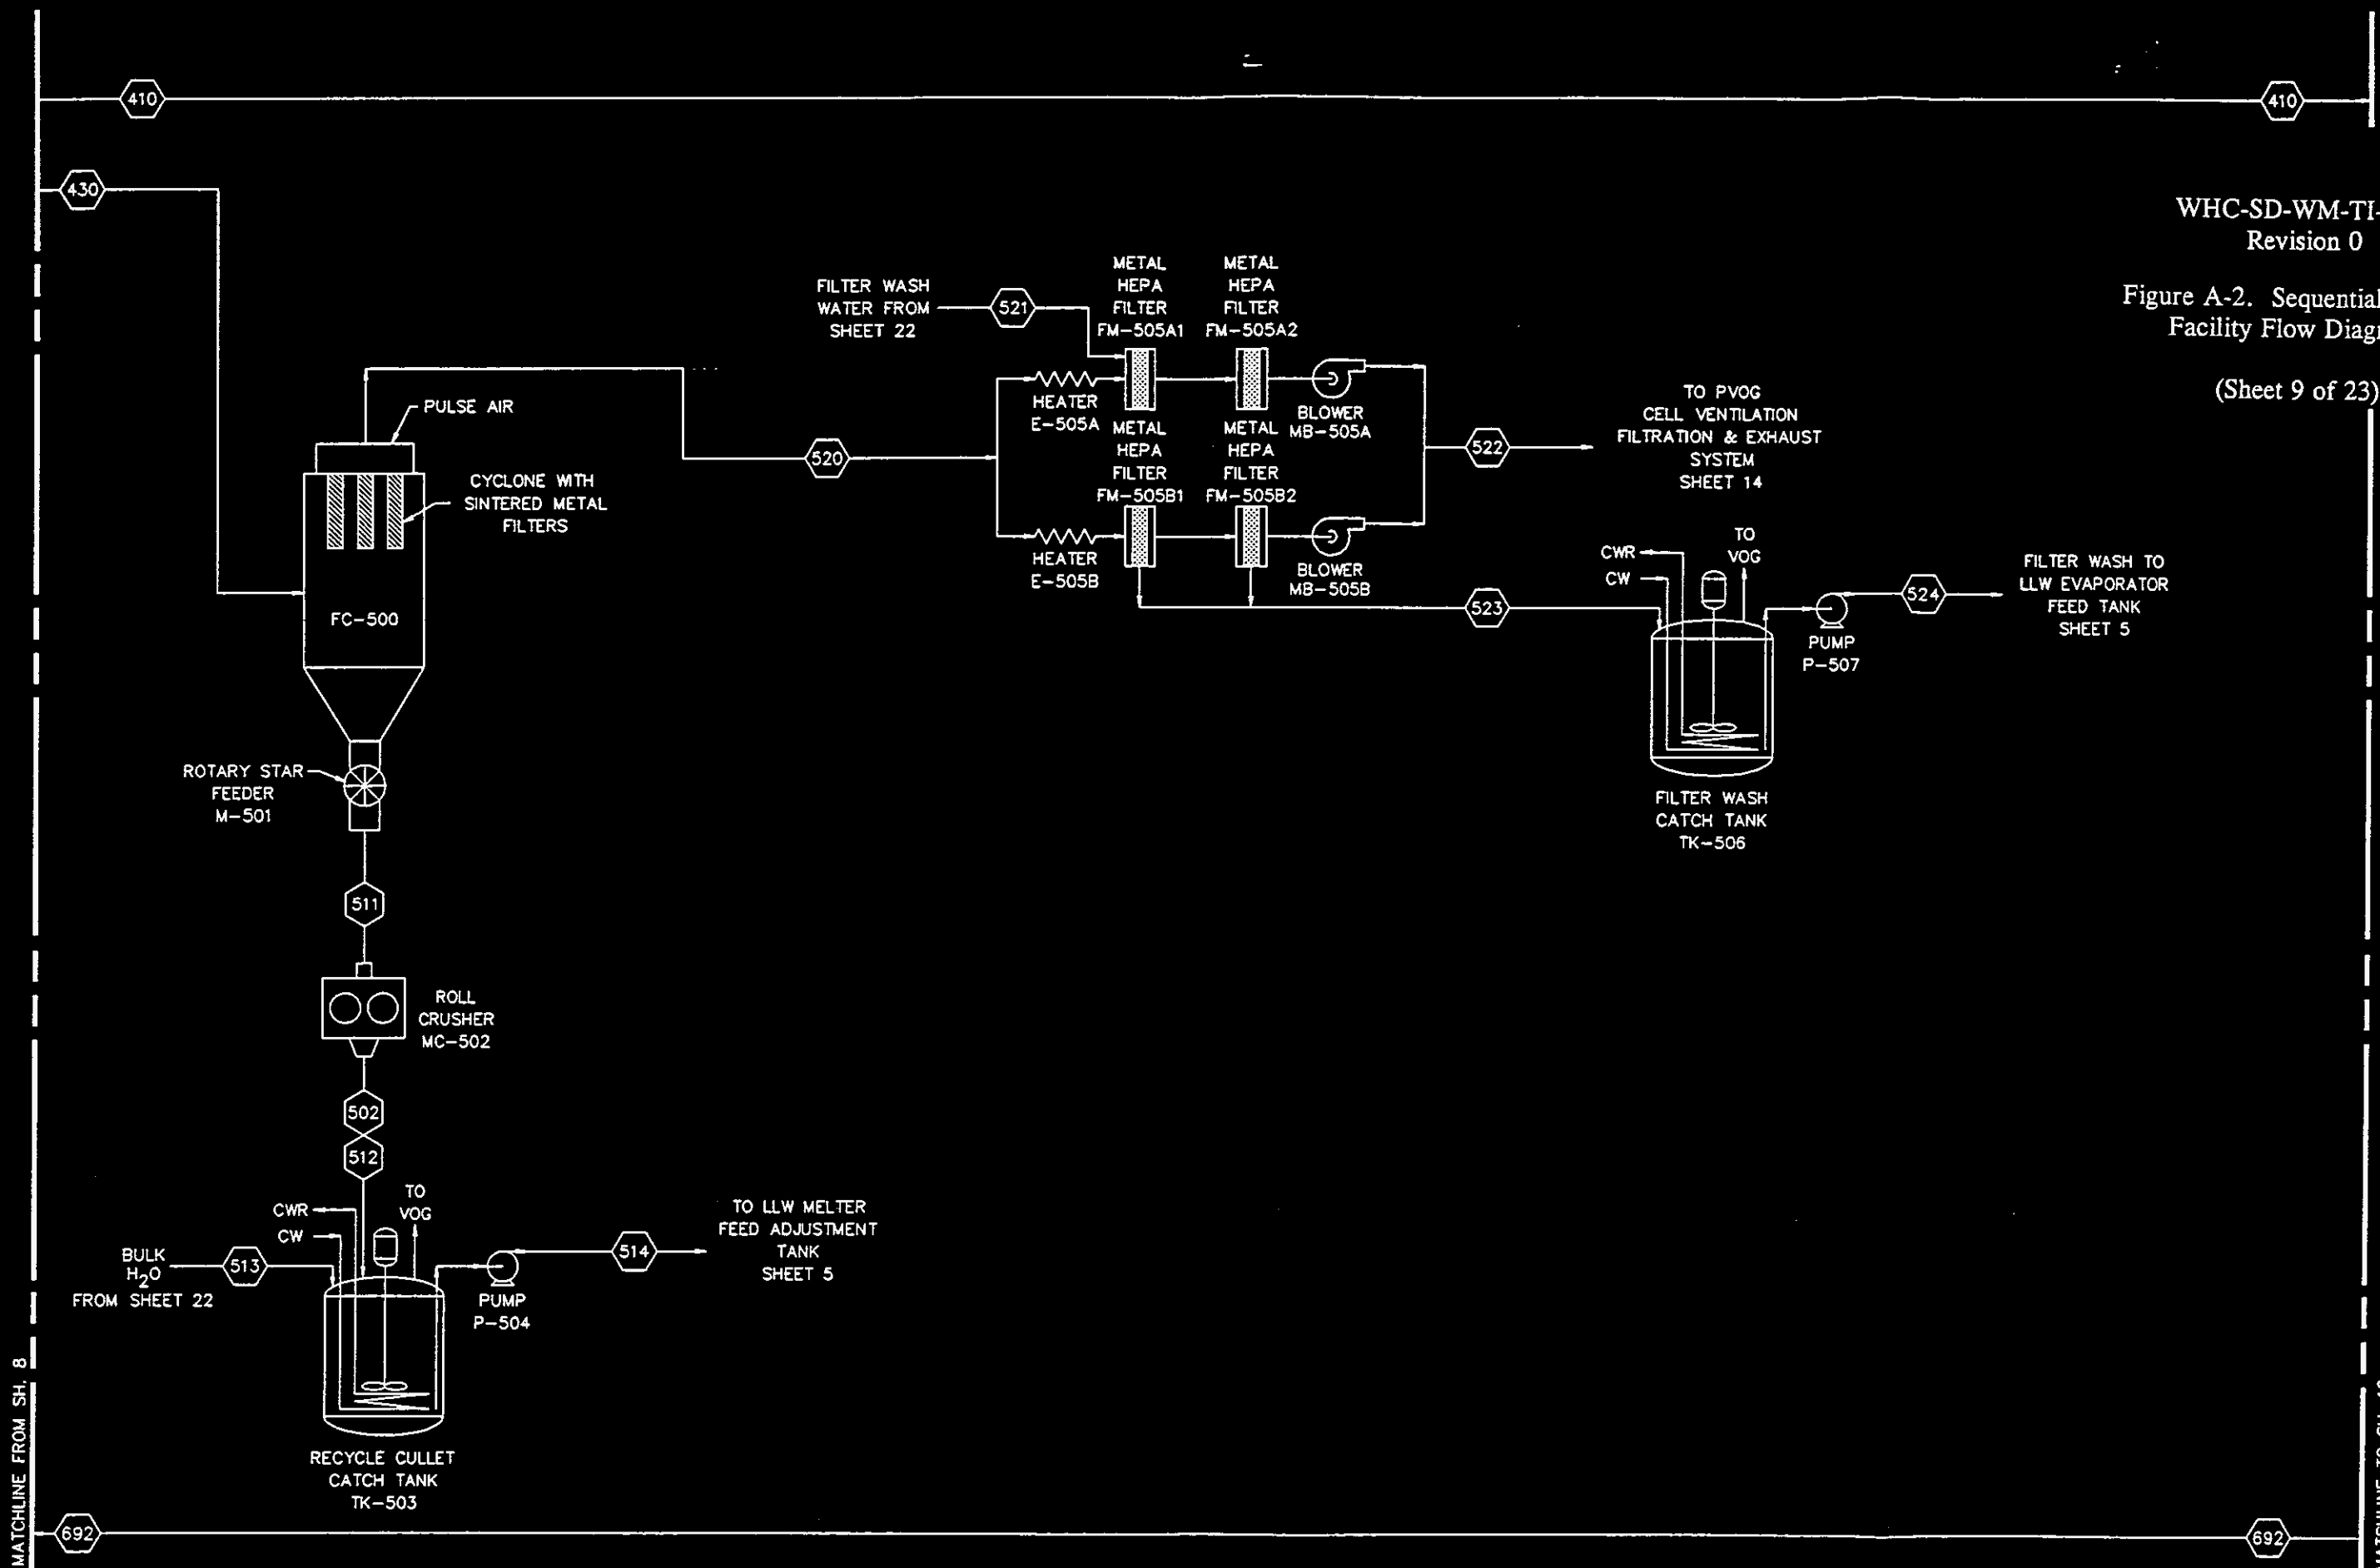 410
410
430
WHC-SD-WM-TI-
Revision 0
Figure A-2. Sequential
Facility Flow Diagr
(Sheet 9 of 23)
FILTER WASH
WATER FROM
SHEET 22
521
METAL
HEPA
FILTER
FM-505A1
METAL
HEPA
FILTER
FM-505A2
HEATER
E-505A
BLOWER
MB-505A
PULSE AIR
CYCLONE WITH
SINTERED METAL
FILTERS
FC-500
520
METAL
HEPA
FILTER
FM-505B1
METAL
HEPA
FILTER
FM-505B2
HEATER
E-505B
BLOWER
MB-505B
522
TO PVOG
CELL VENTILATION
FILTRATION & EXHAUST
SYSTEM
SHEET 14
523
CWR
CW
TO
VOG
PUMP
P-507
524
FILTER WASH TO
LLW EVAPORATOR
FEED TANK
SHEET 5
FILTER WASH
CATCH TANK
TK-506
ROTARY STAR
FEEDER
M-501
511
ROLL
CRUSHER
MC-502
502
512
CWR
CW
TO
VOG
BULK
H₂O
FROM SHEET 22
513
PUMP
P-504
514
TO LLW MELTER
FEED ADJUSTMENT
TANK
SHEET 5
RECYCLE CULLET
CATCH TANK
TK-503
MATCHLINE FROM SH. 8
692
692